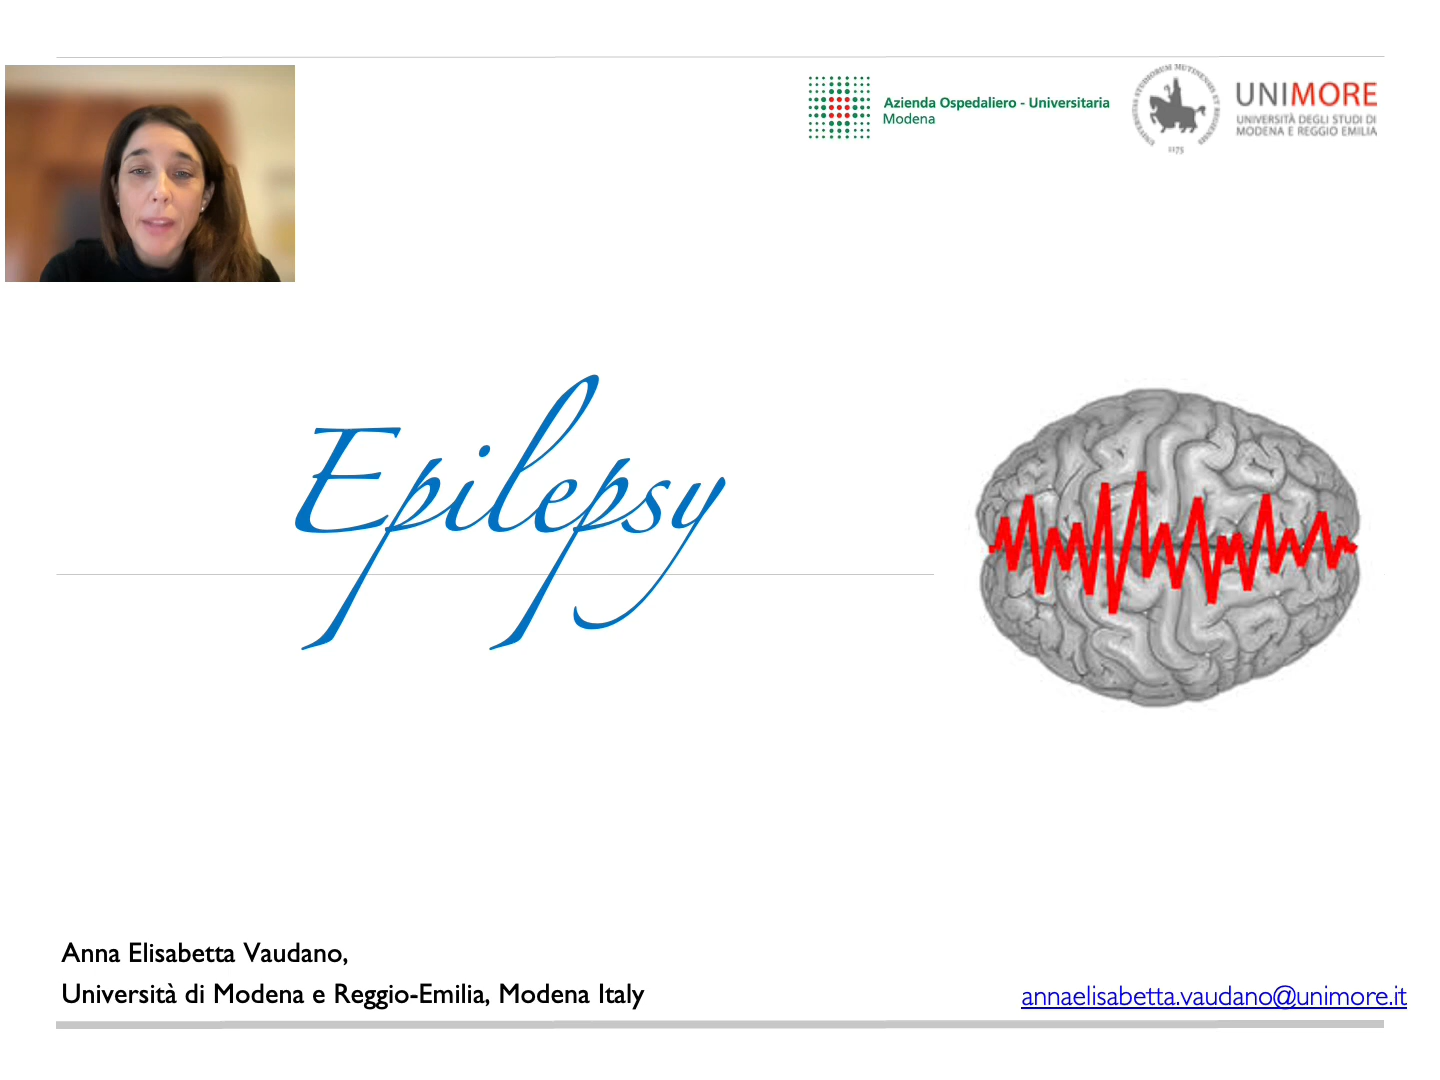 Azienda Ospedaliero - Universitaria
Modena
1175
UNIMORE
UNIVERSITÀ DEGLI STUDI DI
MODENA E REGGIO EMILIA
Epilepsy
Anna Elisabetta Vaudano,
Università di Modena e Reggio-Emilia, Modena Italy
annaelisabetta.vaudano@unimore.it